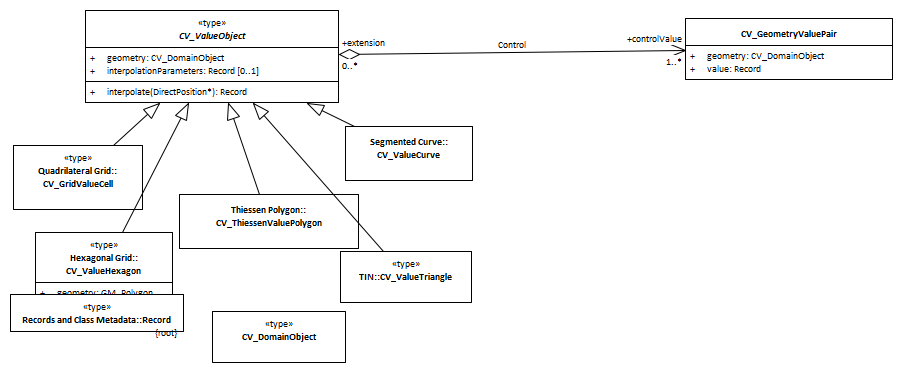 «type»
CV_ValueObject
+ geometry: CV_DomainObject
+ interpolationParameters: Record [0..1]
+ interpolate(DirectPosition*): Record
+extension
0..*
Control
+controlValue
1..*
CV_GeometryValuePair
+ geometry: CV_DomainObject
+ value: Record
Segmented Curve::
CV_ValueCurve
«type»
Quadrilateral Grid::
CV_GridValueCell
Thiessen Polygon::
CV_ThiessenValuePolygon
«type»
Hexagonal Grid::
CV_ValueHexagon
+ geometry: GM_Polygon
«type»
TIN::CV_ValueTriangle
«type»
Records and Class Metadata::Record
{root}
«type»
CV_DomainObject